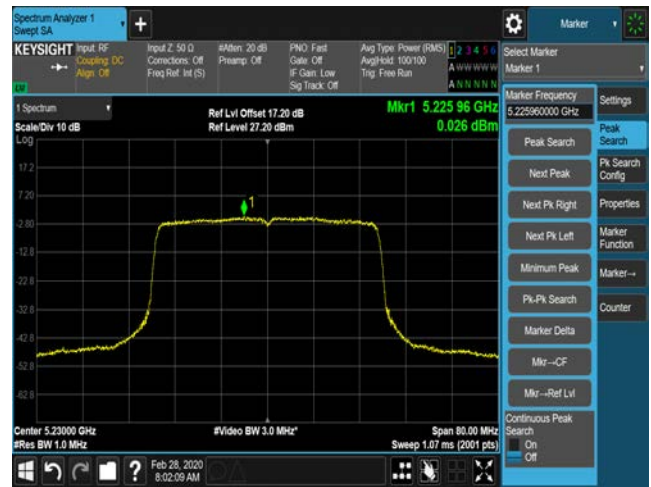 Spectrum Analyzer 1
Swept SA
Marker
KEYSIGHT
Input: RF
Coupling: DC
Align: Off
Input Z: 50 Ω
Corrections: Off
Freq Ref: Int (S)
#Atten: 20 dB
Preamp: Off
PNO: Fast
Gate: Off
IF Gain: Low
Sig Track: Off
Avg Type: Power (RMS)
Avg|Hold: 100/100
Trig: Free Run
1 2 3 4 5 6
A W W W W W
A N N N N N
Select Marker
Marker 1
LW
1 Spectrum
Scale/Div 10 dB
Log
Ref Lvl Offset 17.20 dB
Ref Level 27.20 dBm
Mkr1 5.225 96 GHz
0.026 dBm
17.2
7.20
-2.80
-12.8
-22.8
-32.8
-42.8
-52.8
-62.8
1
Center 5.23000 GHz
#Res BW 1.0 MHz
#Video BW 3.0 MHz*
Span 80.00 MHz
Sweep 1.07 ms (2001 pts)
Marker Frequency
5.225960000 GHz
Peak Search
Next Peak
Next Pk Right
Next Pk Left
Minimum Peak
Pk-Pk Search
Marker Delta
Mkr→CF
Mkr→Ref Lvl
Continuous Peak
Search
On
Off
Settings
Peak
Search
Pk Search
Config
Properties
Marker
Function
Marker→
Counter
?
Feb 28, 2020
8:02:09 AM